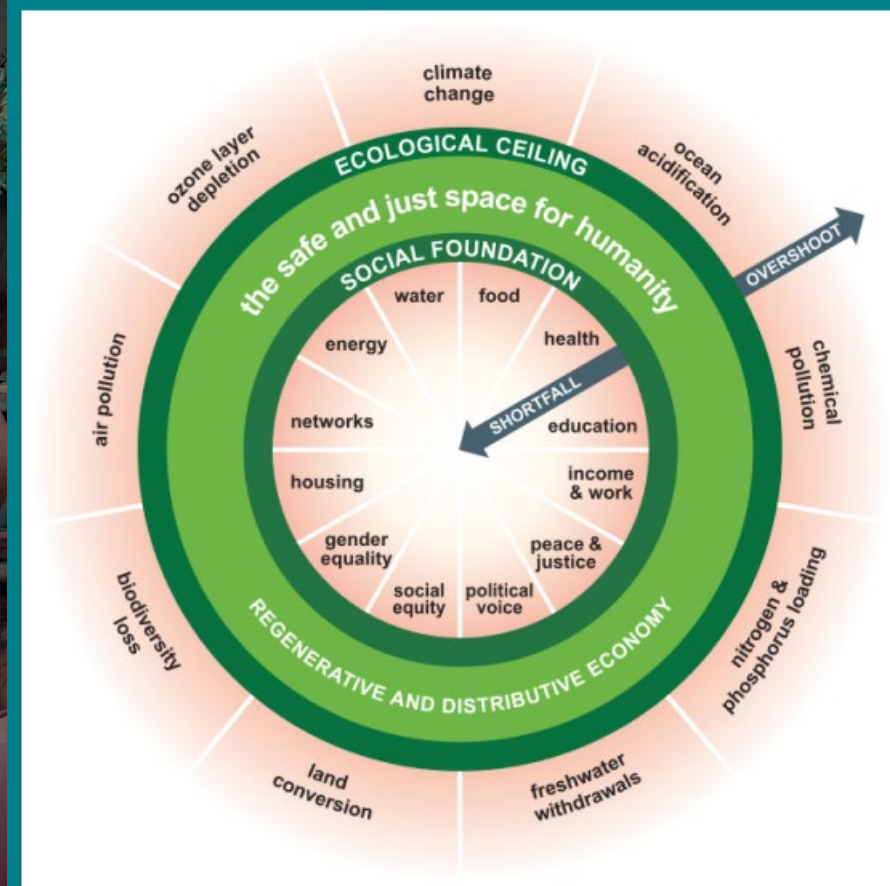 climate
change
ocean
acidification
OVERSHOOT
chemical
pollution
nitrogen &
phosphorus loading
freshwater
withdrawals
land
conversion
biodiversity
loss
air pollution
ozone layer
depletion
ECOLOGICAL CEILING
the safe and just space for humanity
SOCIAL FOUNDATION
water
food
health
SHORTFALL
education
income
& work
peace &
justice
political
voice
social
equity
gender
equality
housing
networks
energy
REGENERATIVE AND DISTRIBUTIVE ECONOMY